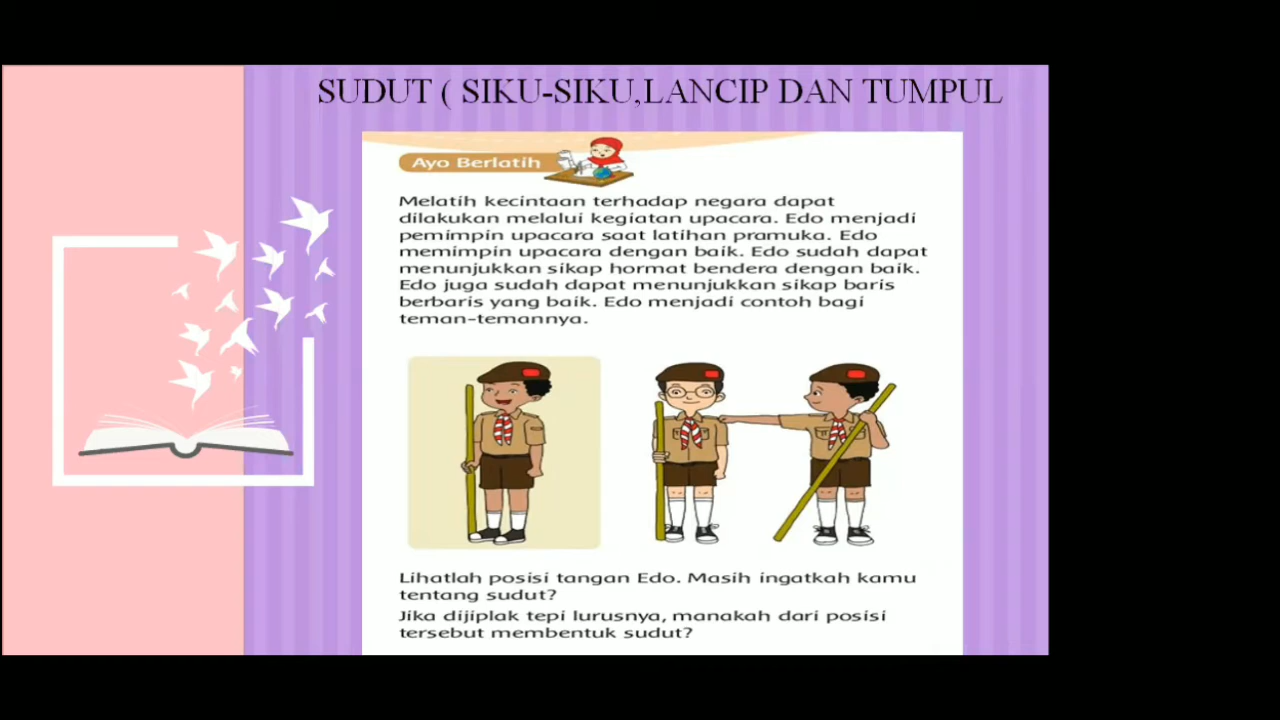 SUDUT ( SIKU-SIKU,LANCIP DAN TUMPUL
Ayo Berlatih
Melatih kecintaan terhadap negara dapat
dilakukan melalui kegiatan upacara. Edo menjadi
pemimpin upacara saat latihan pramuka. Edo
memimpin upacara dengan baik. Edo sudah dapat
menunjukkan sikap hormat bendera dengan baik.
Edo juga sudah dapat menunjukkan sikap baris
berbaris yang baik. Edo menjadi contoh bagi
teman-temannya.
Lihatlah posisi tangan Edo. Masih ingatkah kamu
tentang sudut?
Jika dijiplak tepi lurusnya, manakah dari posisi
tersebut membentuk sudut?